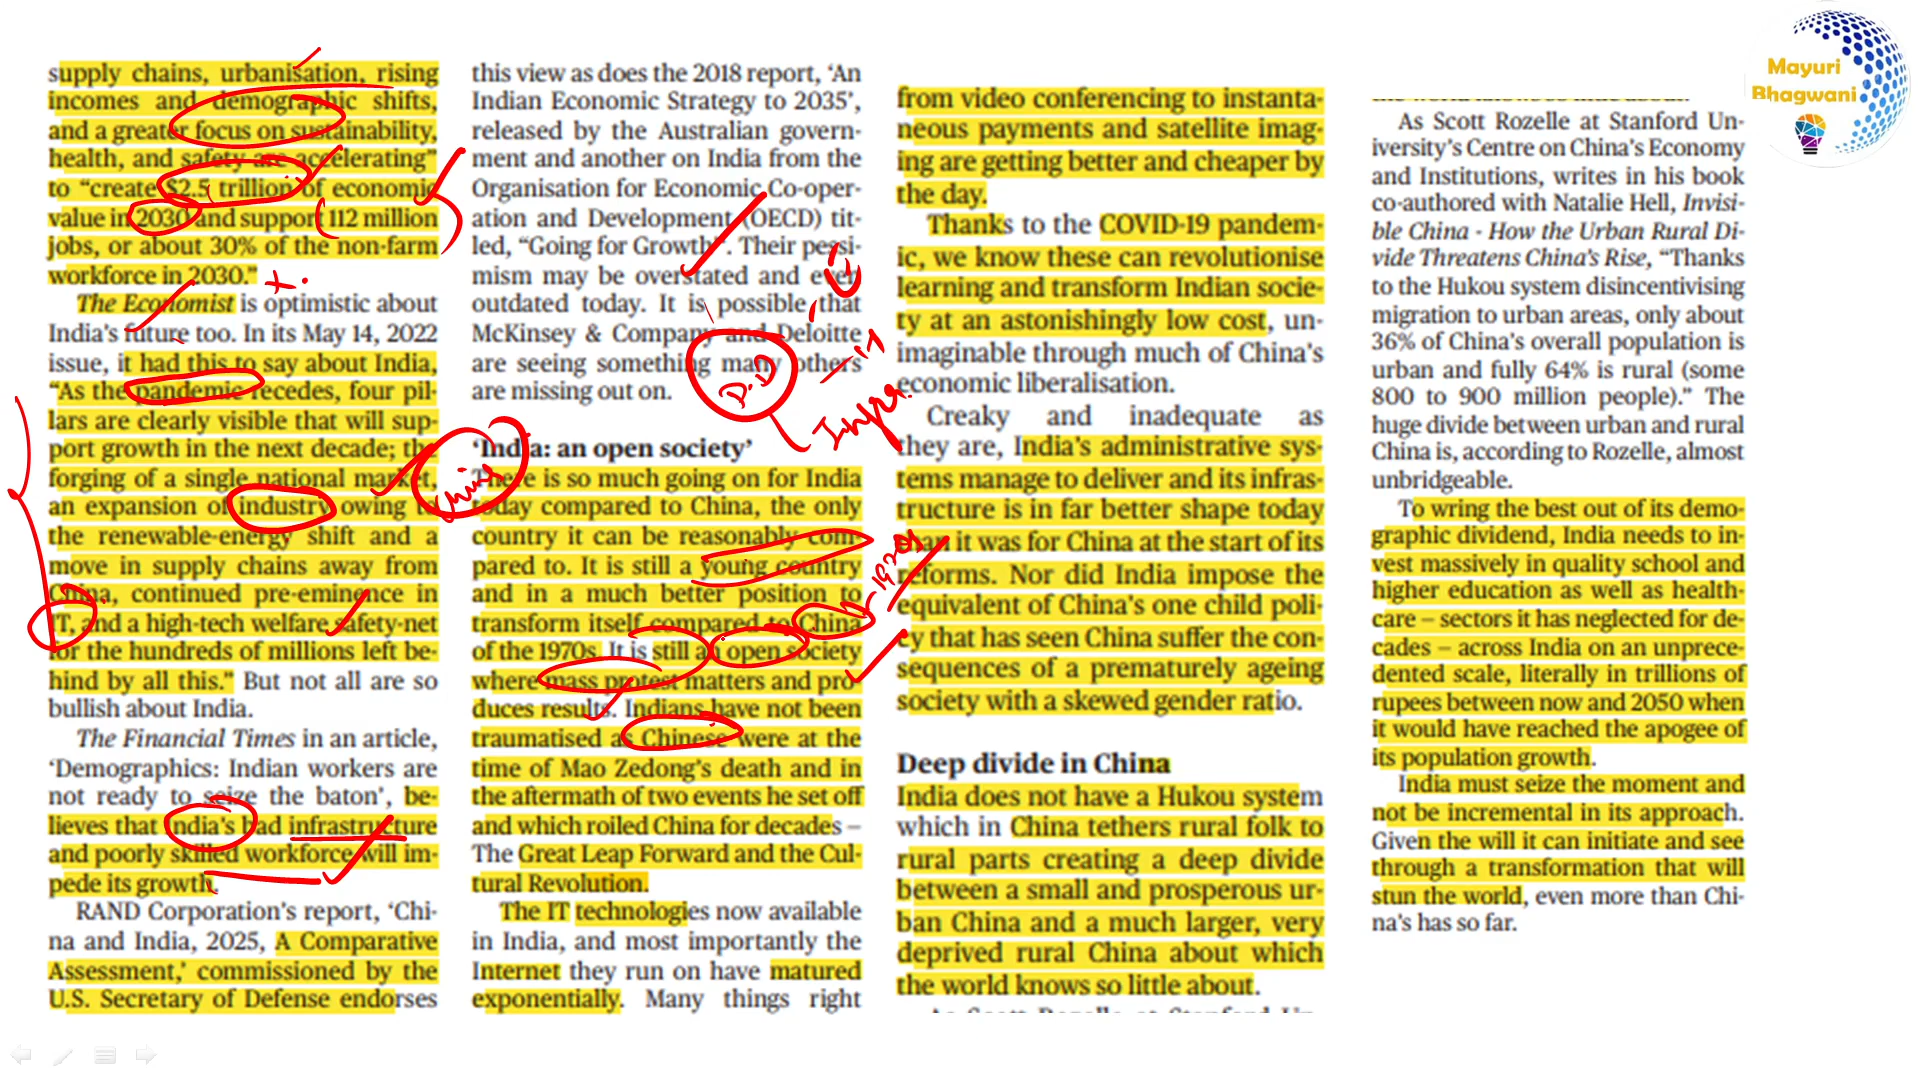 supply chains, urbanisation, rising
incomes and demographic shifts,
and a greater focus on sustainability,
health, and safety are accelerating”
to “create $2.5 trillion of economic
value in 2030 and support 112 million
jobs, or about 30% of the non-farm
workforce in 2030.”
The Economist is optimistic about
India’s future too. In its May 14, 2022
issue, it had this to say about India,
“As the pandemic recedes, four pil-
lars are clearly visible that will sup-
port growth in the next decade; the
forging of a single national market,
an expansion of industry owing to
the renewable-energy shift and a
move in supply chains away from
China, continued pre-eminence in
IT, and a high-tech welfare safety-net
for the hundreds of millions left be-
hind by all this.” But not all are so
bullish about India.
The Financial Times in an article,
‘Demographics: Indian workers are
not ready to seize the baton’, be-
lieves that India’s bad infrastructure
and poorly skilled workforce will im-
pede its growth.
RAND Corporation’s report, ‘Chi-
na and India, 2025, A Comparative
Assessment,’ commissioned by the
U.S. Secretary of Defense endorses
this view as does the 2018 report, ‘An
Indian Economic Strategy to 2035’,
released by the Australian govern-
ment and another on India from the
Organisation for Economic Co-oper-
ation and Development (OECD) tit-
led, “Going for Growth”. Their pessi-
mism may be overstated and even
outdated today. It is possible that
McKinsey & Company and Deloitte
are seeing something many others
are missing out on.
D.D
IT
Infra.
‘India: an open society’
China
There is so much going on for India
today compared to China, the only
country it can be reasonably com-
pared to. It is still a young country
and in a much better position to
transform itself compared to China
1970s
of the 1970s. It is still an open society
where mass protest matters and pro-
duces results. Indians have not been
traumatised as Chinese were at the
time of Mao Zedong’s death and in
the aftermath of two events he set off
and which roiled China for decades –
The Great Leap Forward and the Cul-
tural Revolution.
The IT technologies now available
in India, and most importantly the
Internet they run on have matured
exponentially. Many things right
from video conferencing to instanta-
neous payments and satellite imag-
ing are getting better and cheaper by
the day.
Thanks to the COVID-19 pandem-
ic, we know these can revolutionise
learning and transform Indian socie-
ty at an astonishingly low cost, un-
imaginable through much of China’s
economic liberalisation.
Creaky and inadequate as
they are, India’s administrative sys-
tems manage to deliver and its infras-
tructure is in far better shape today
than it was for China at the start of its
reforms. Nor did India impose the
equivalent of China’s one child poli-
cy that has seen China suffer the con-
sequences of a prematurely ageing
society with a skewed gender ratio.
Deep divide in China
India does not have a Hukou system
which in China tethers rural folk to
rural parts creating a deep divide
between a small and prosperous ur-
ban China and a much larger, very
deprived rural China about which
the world knows so little about.
As Scott Rozelle at Stanford Un-
As Scott Rozelle at Stanford Un-
iversity’s Centre on China’s Economy
and Institutions, writes in his book
co-authored with Natalie Hell, Invisi-
ble China - How the Urban Rural Di-
vide Threatens China’s Rise, “Thanks
to the Hukou system disincentivising
migration to urban areas, only about
36% of China’s overall population is
urban and fully 64% is rural (some
800 to 900 million people).” The
huge divide between urban and rural
China is, according to Rozelle, almost
unbridgeable.
To wring the best out of its demo-
graphic dividend, India needs to in-
vest massively in quality school and
higher education as well as health-
care – sectors it has neglected for de-
cades – across India on an unprece-
dented scale, literally in trillions of
rupees between now and 2050 when
it would have reached the apogee of
its population growth.
India must seize the moment and
not be incremental in its approach.
Given the will it can initiate and see
through a transformation that will
stun the world, even more than Chi-
na’s has so far.
Mayuri
Bhagwani